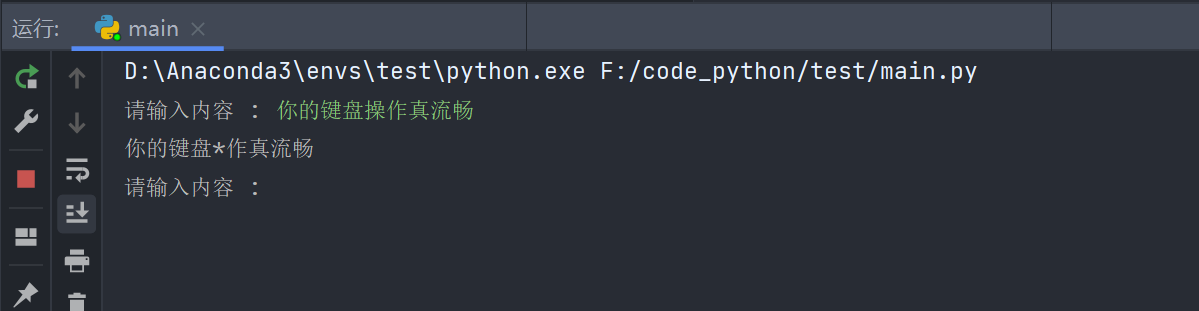 运行: main
D:\Anaconda3\envs\test\python.exe F:/code_python/test/main.py
请输入内容 : 你的键盘操作真流畅
你的键盘*作真流畅
请输入内容 :